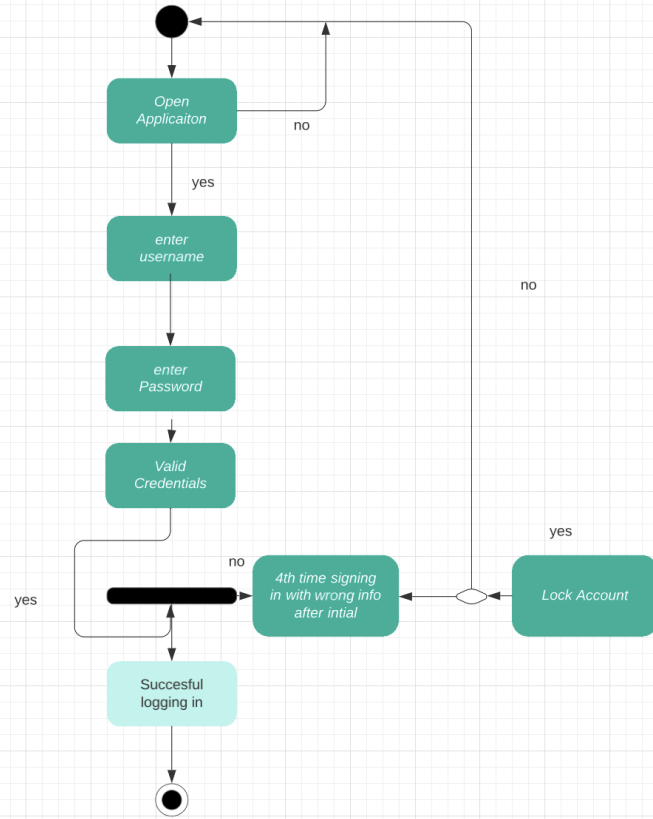 Open
Applicaiton
no
yes
enter
username
no
enter
Password
Valid
Credentials
yes
no
4th time signing
in with wrong info
after intial
Lock Account
yes
Succesful
logging in